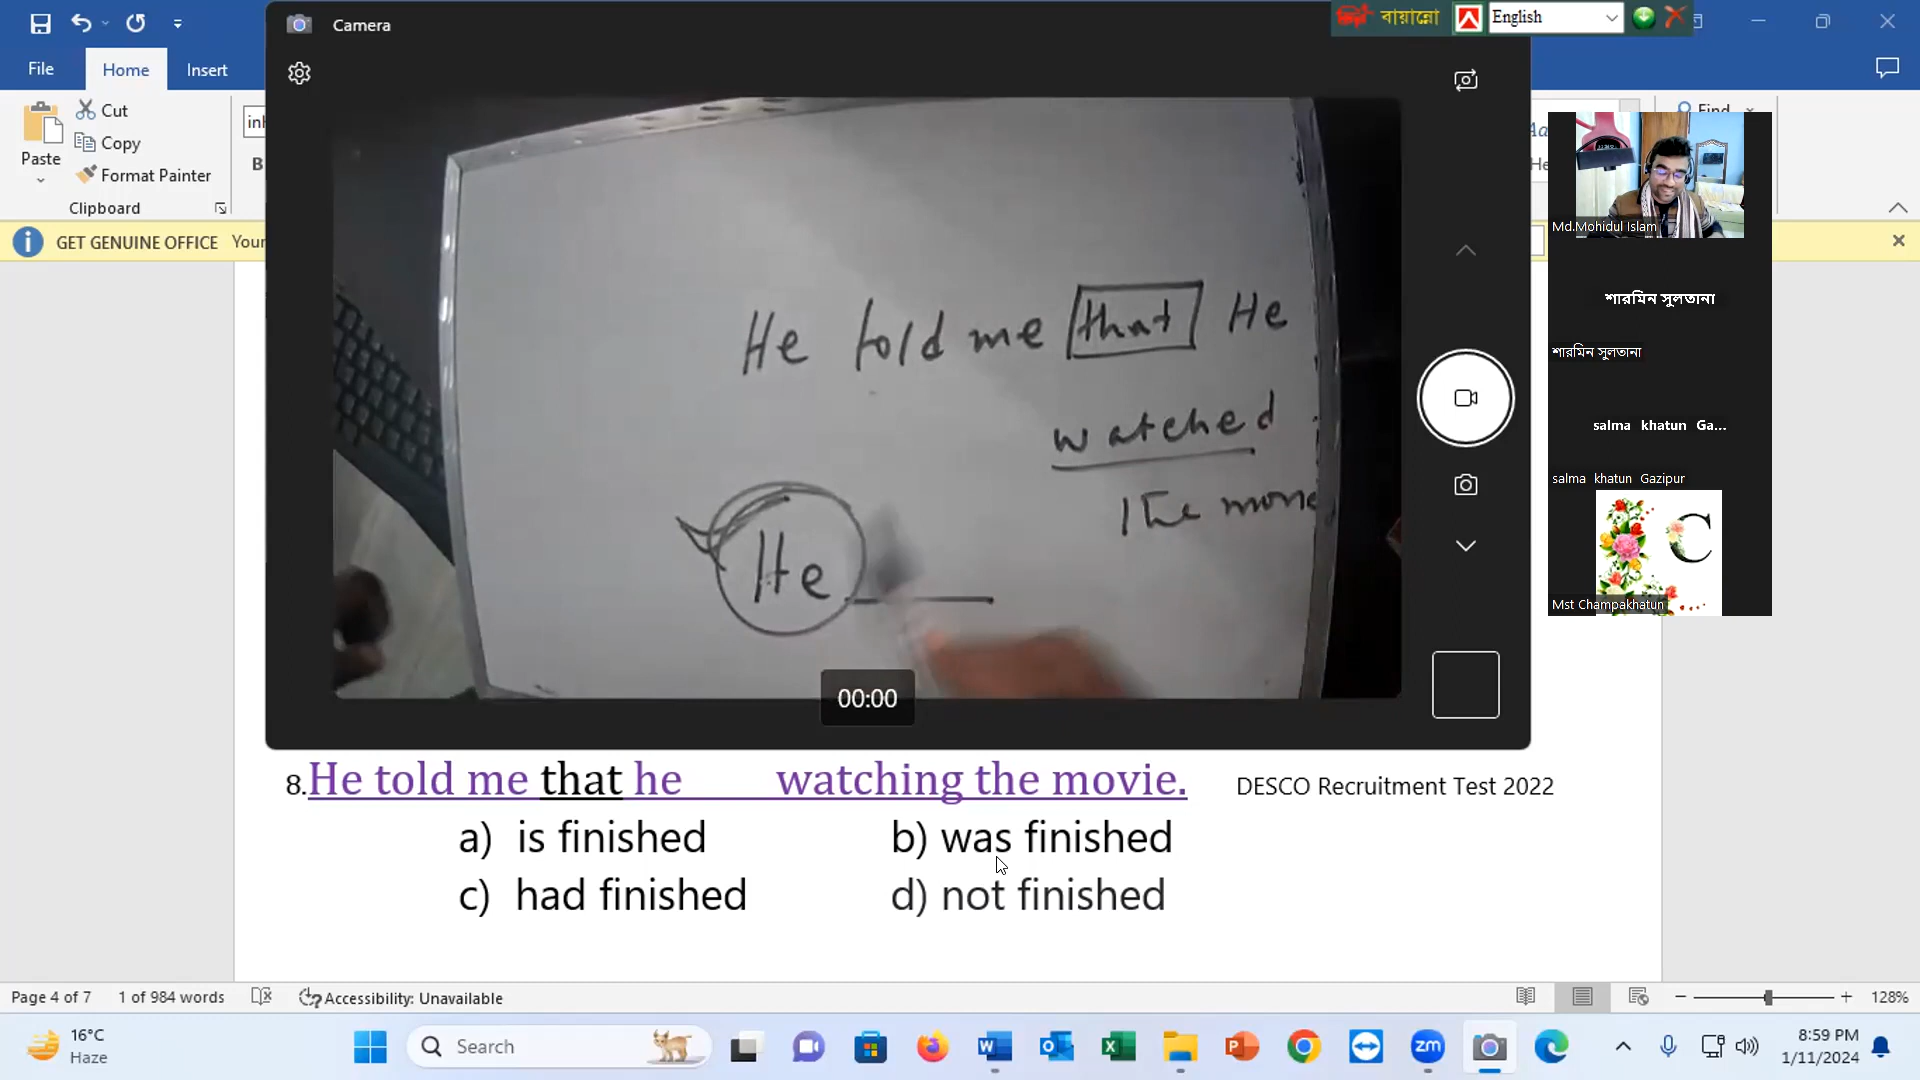 Camera
বায়ান্নো
English
File
Home
Insert
Cut
Copy
Paste
Format Painter
Clipboard
Find
GET GENUINE OFFICE Your
He told me that He
watched
The
He
00:00
Md.Mohidul Islam
শারমিন সুলতানা
শারমিন সুলতানা
salma khatun Ga...
salma khatun Gazipur
C
Mst Champakhatun
8.He told me that he watching the movie. DESCO Recruitment Test 2022
a) is finished b) was finished
c) had finished d) not finished
Page 4 of 7 1 of 984 words Accessibility: Unavailable 128%
16°C
Haze
Search
zm
8:59 PM
1/11/2024